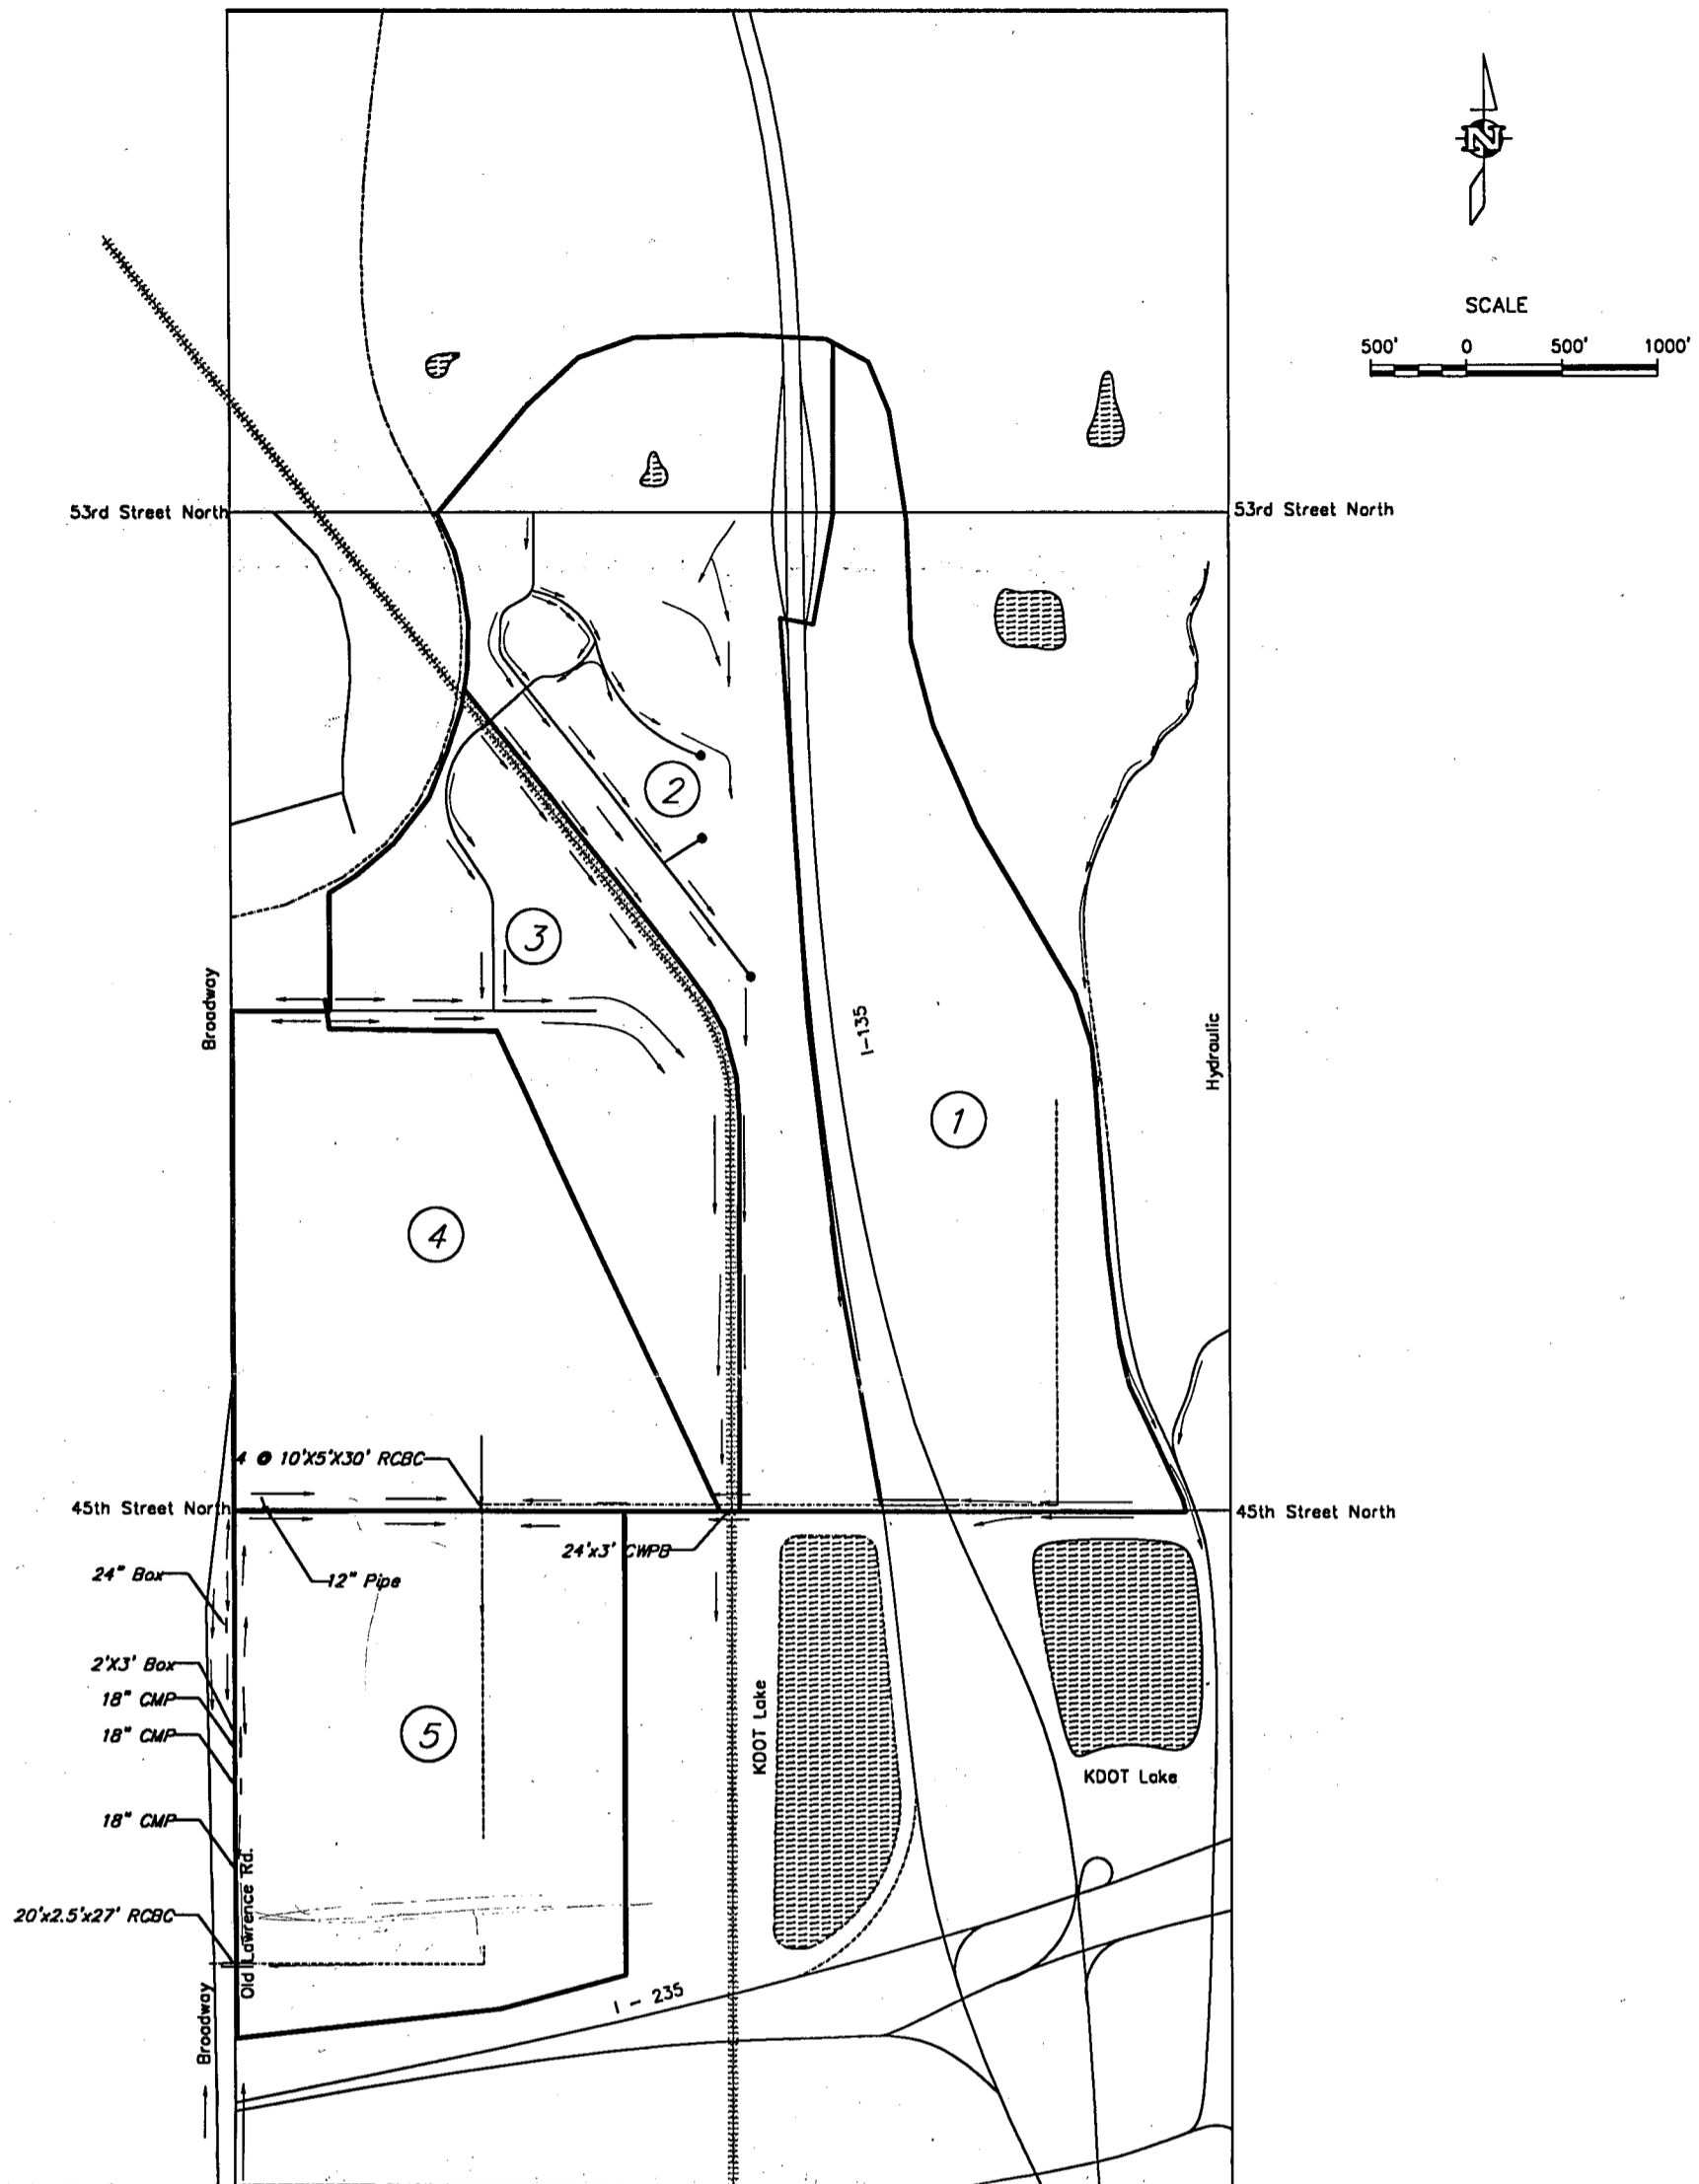 N
SCALE
500' 0 500' 1000'
53rd Street North
53rd Street North
2
3
Broadway
I-135
Hydraulic
1
4
4 @ 10'X5'X30' RCBC
45th Street North
45th Street North
24'x3' CWPB
24" Box
12" Pipe
2'X3' Box
18" CMP
18" CMP
5
KDOT Lake
KDOT Lake
18" CMP
Old Lawrence Rd.
20'x2.5'x27' RCBC
I - 235
Broadway